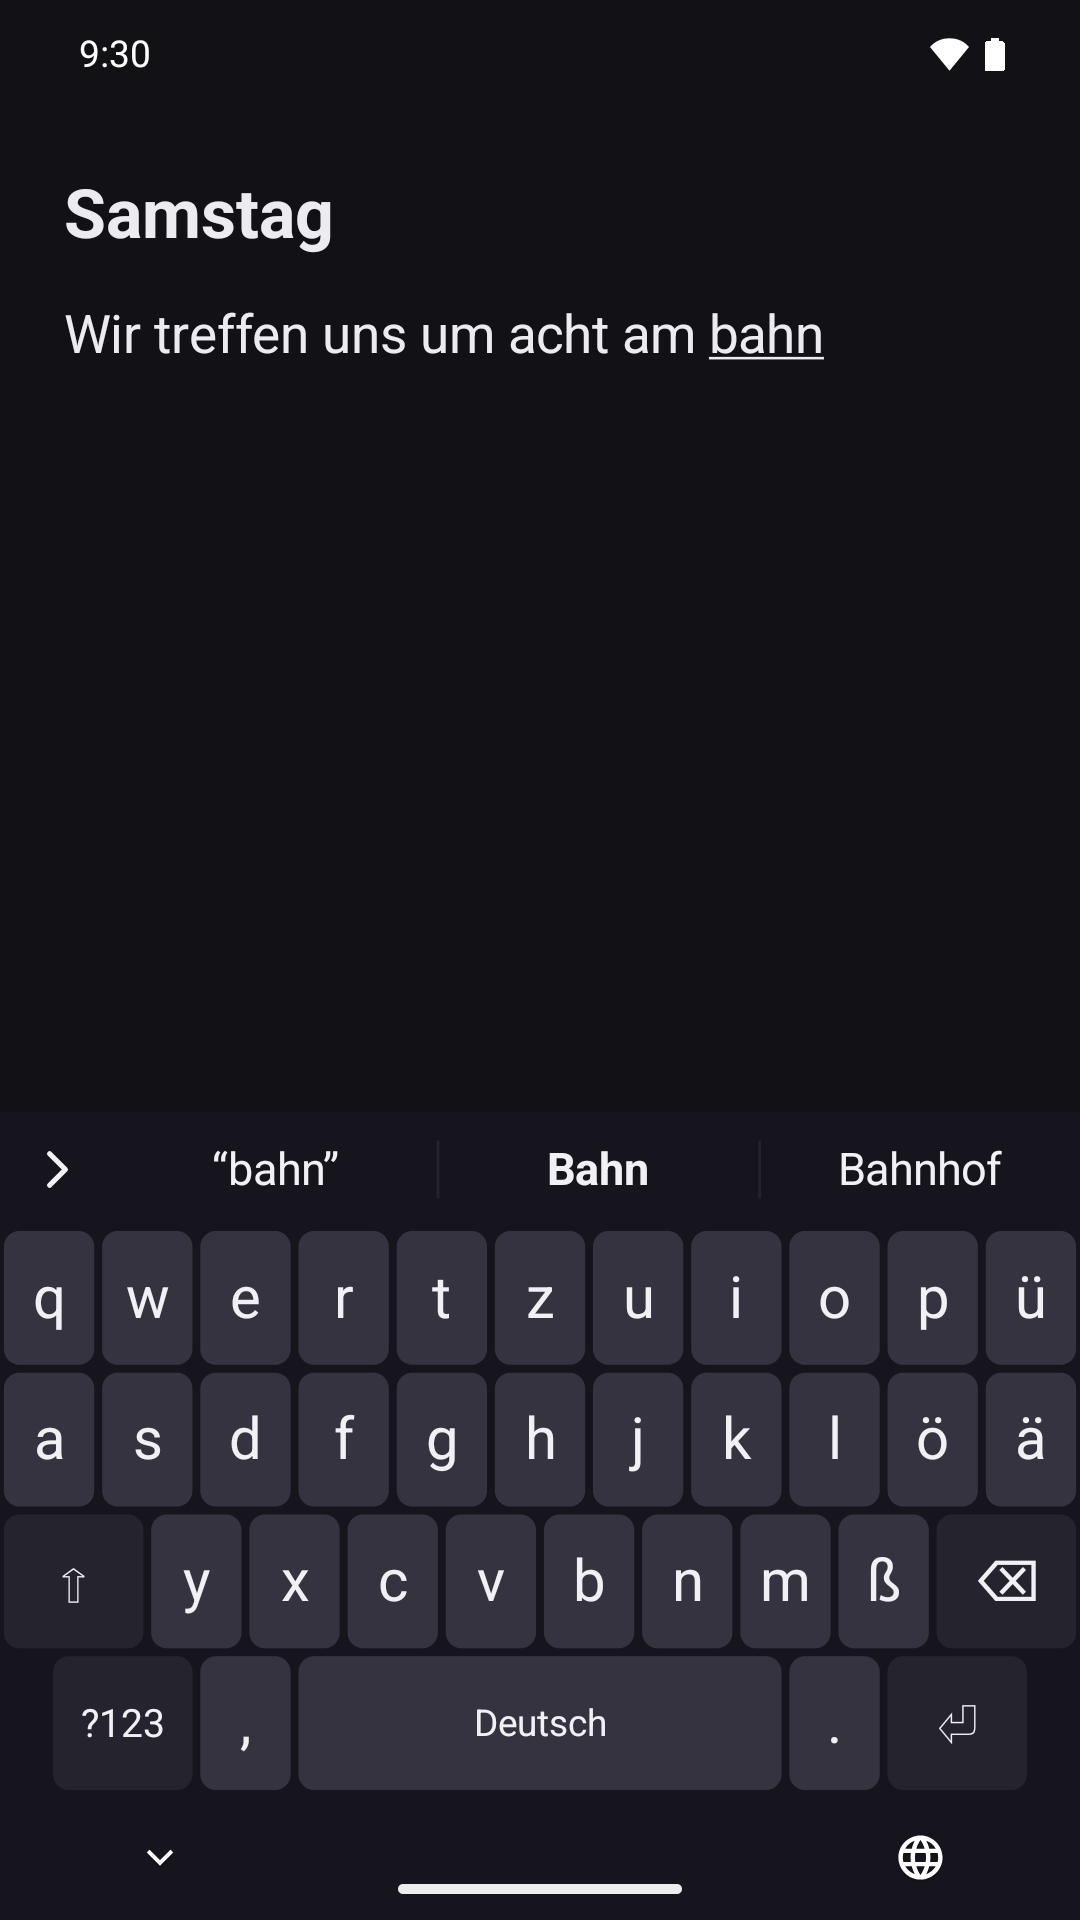 9:30
Samstag
Wir treffen uns um acht am bahn
“bahn” Bahn Bahnhof
q w e r t z u i o p ü
a s d f g h j k l ö ä
⇧ y x c v b n m ß ⌫
?123 , Deutsch . ⏎